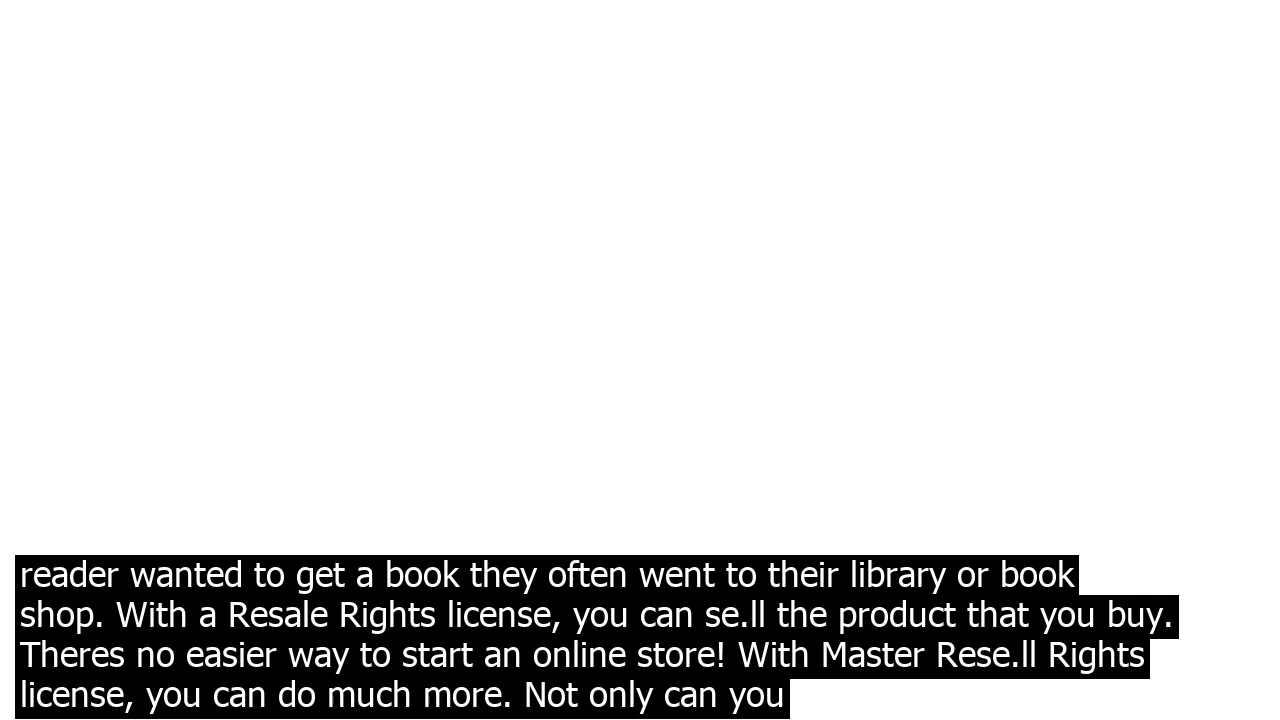 reader wanted to get a book they often went to their library or book
shop. With a Resale Rights license, you can se.ll the product that you buy.
Theres no easier way to start an online store! With Master Rese.ll Rights
license, you can do much more. Not only can you